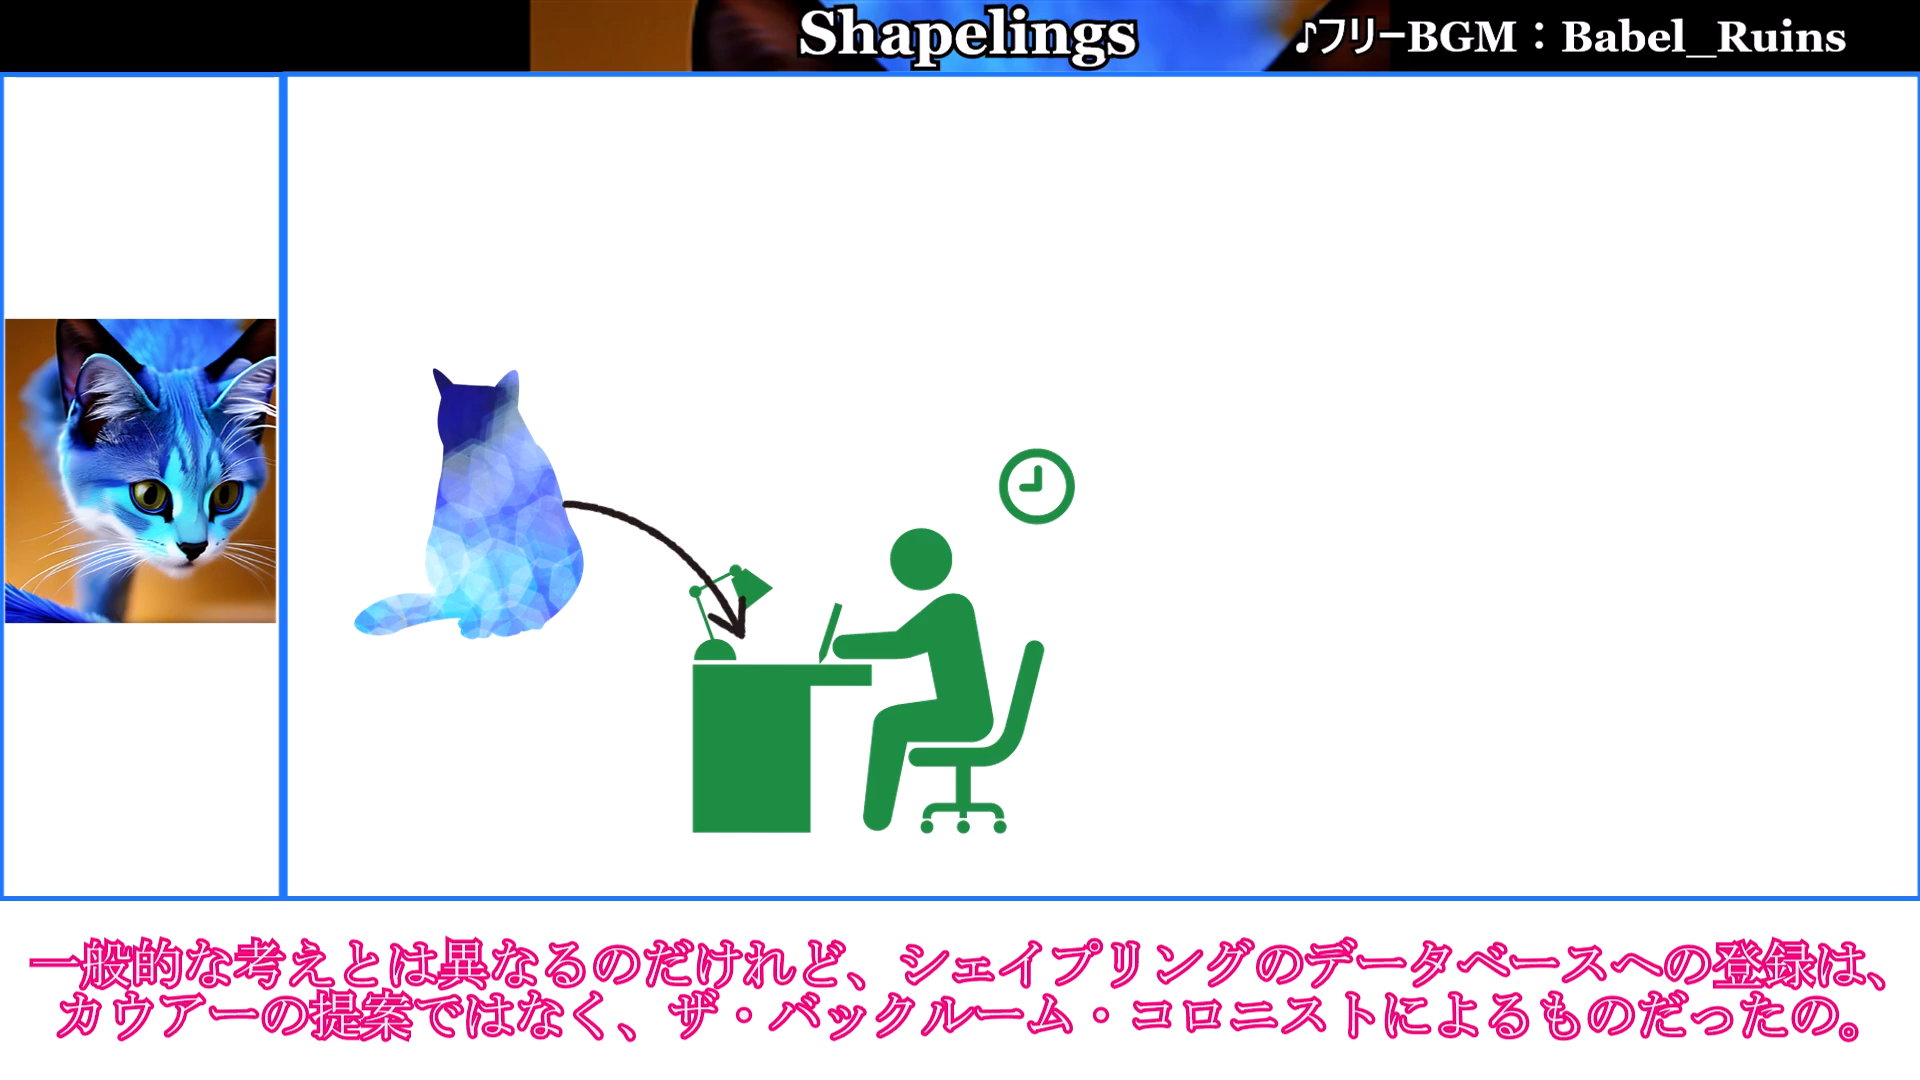 Shapelings
♪フリーBGM：Babel_Ruins
一般的な考えとは異なるのだけれど、シェイプリングのデータベースへの登録は、
カウアーの提案ではなく、ザ・バックルーム・コロニストによるものだったの。